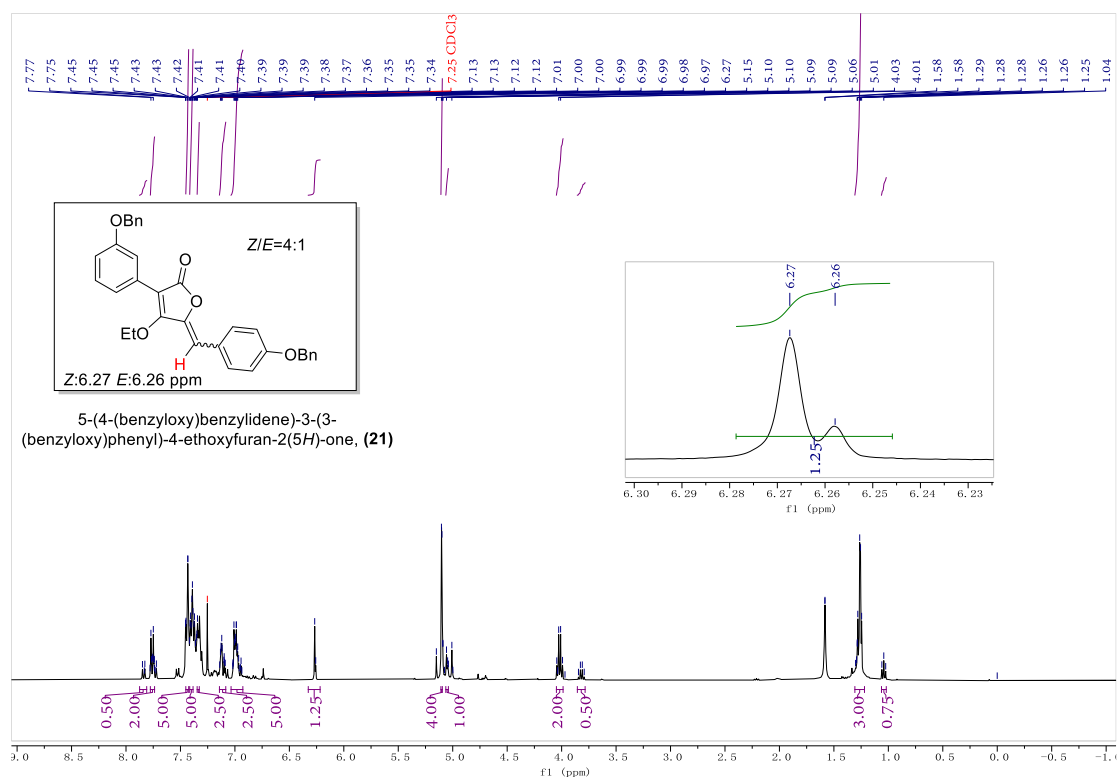 7.77 7.75 7.45 7.45 7.45 7.43 7.43 7.42 7.41 7.41 7.40 7.39 7.39 7.39 7.38 7.37 7.36 7.35 7.35 7.34 7.25 CDCl3 7.13 7.13 7.12 7.12 7.01 7.00 7.00 6.99 6.99 6.99 6.98 6.97 6.27 5.15 5.10 5.10 5.09 5.09 5.06 5.01 4.03 4.01 1.58 1.58 1.29 1.28 1.28 1.26 1.26 1.25 1.04
OBn
Z/E=4:1
O
O
EtO
OBn
H
Z:6.27 E:6.26 ppm
5-(4-(benzyloxy)benzylidene)-3-(3-
(benzyloxy)phenyl)-4-ethoxyfuran-2(5H)-one, (21)
6.27 6.26
1.25
6.30 6.29 6.28 6.27 6.26 6.25 6.24 6.23
f1 (ppm)
0.50 2.00 5.00 5.00 2.50 2.50 5.00 1.25 4.00 1.00 2.00 0.50 3.00 0.75
9.0 8.5 8.0 7.5 7.0 6.5 6.0 5.5 5.0 4.5 4.0 3.5 3.0 2.5 2.0 1.5 1.0 0.5 0.0 -0.5
f1 (ppm)